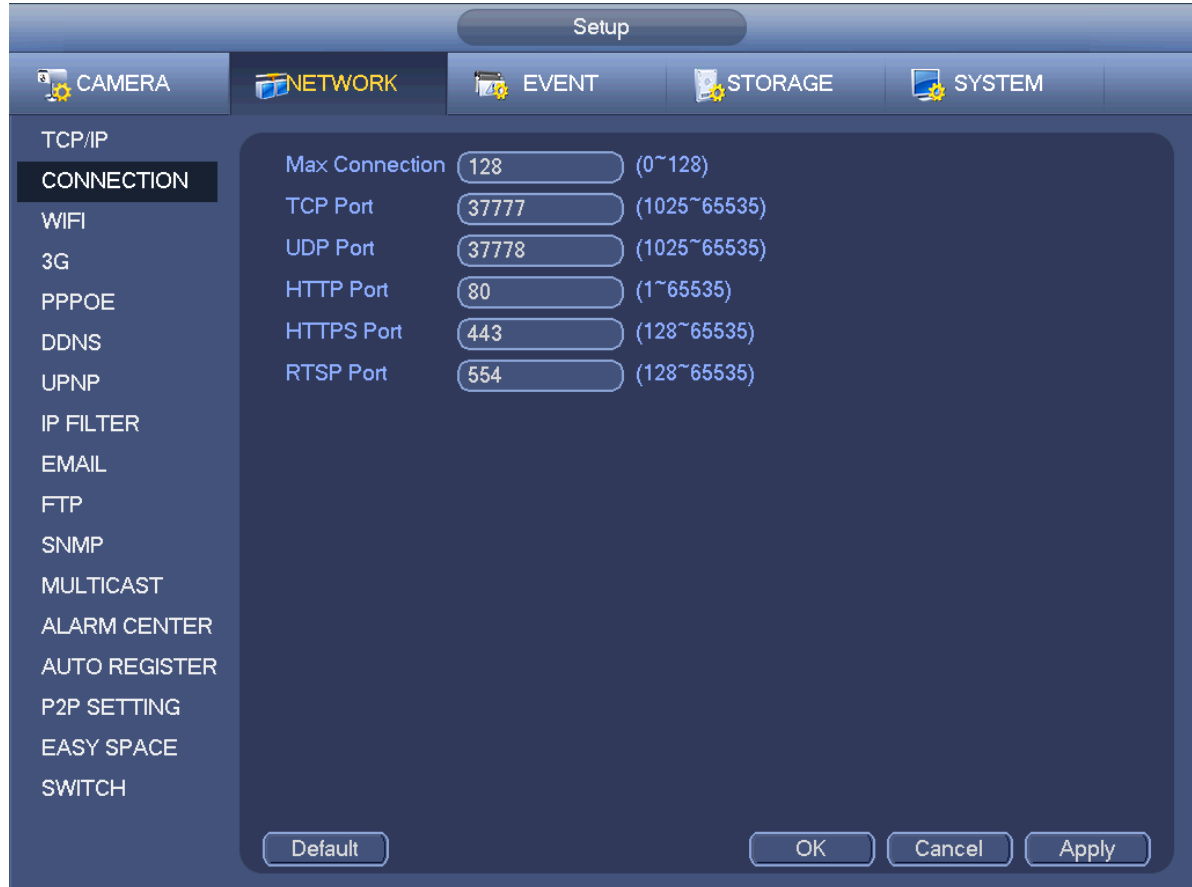 Setup
CAMERA NETWORK EVENT STORAGE SYSTEM
TCP/IP
CONNECTION
WIFI
3G
PPPOE
DDNS
UPNP
IP FILTER
EMAIL
FTP
SNMP
MULTICAST
ALARM CENTER
AUTO REGISTER
P2P SETTING
EASY SPACE
SWITCH
Max Connection 128 (0~128)
TCP Port 37777 (1025~65535)
UDP Port 37778 (1025~65535)
HTTP Port 80 (1~65535)
HTTPS Port 443 (128~65535)
RTSP Port 554 (128~65535)
Default OK Cancel Apply